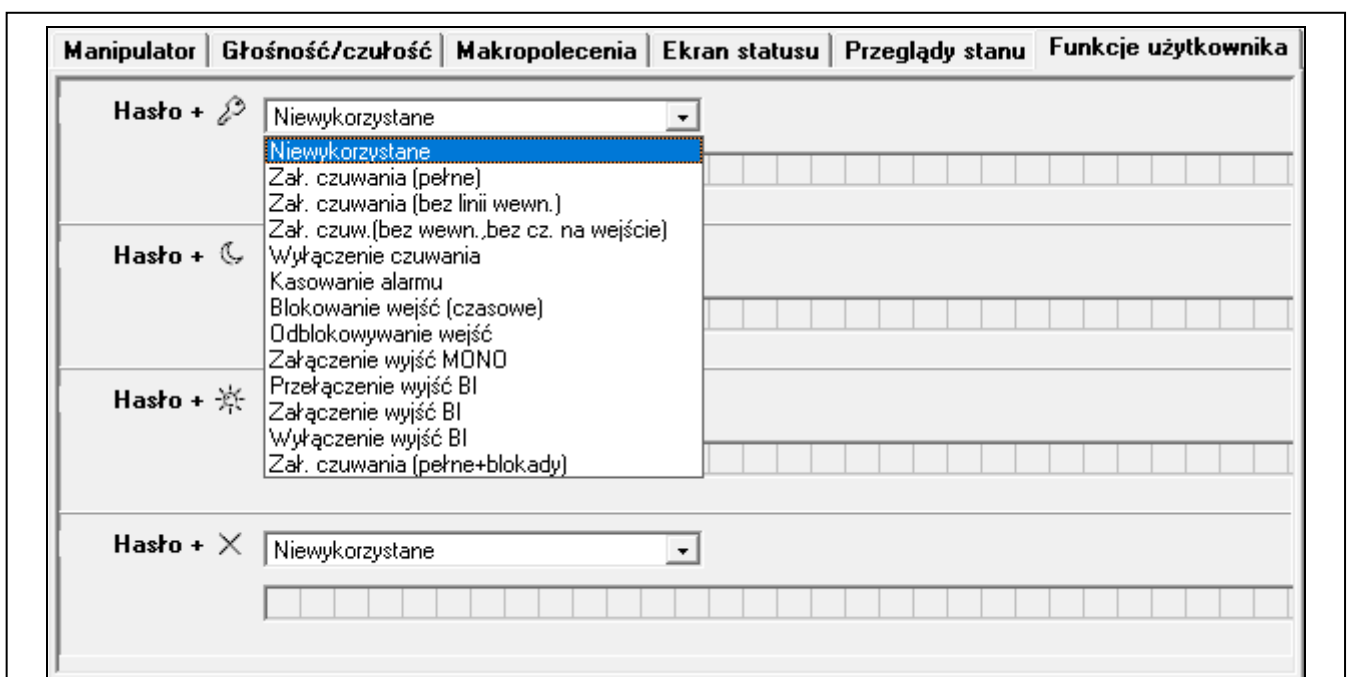 Manipulator Głośność/czułość Makropolecenia Ekran statusu Przeglądy stanu Funkcje użytkownika
Hasło + Niewykorzystane
Niewykorzystane
Zał. czuwania (pełne)
Zał. czuwania (bez linii wewn.)
Zał. czuw.(bez wewn.,bez cz. na wejście)
Hasło + Wyłączenie czuwania
Kasowanie alarmu
Blokowanie wejść (czasowe)
Odblokowywanie wejść
Załączenie wyjść MONO
Przełączenie wyjść BI
Hasło + Załączenie wyjść BI
Wyłączenie wyjść BI
Zał. czuwania (pełne+blokady)
Hasło + Niewykorzystane